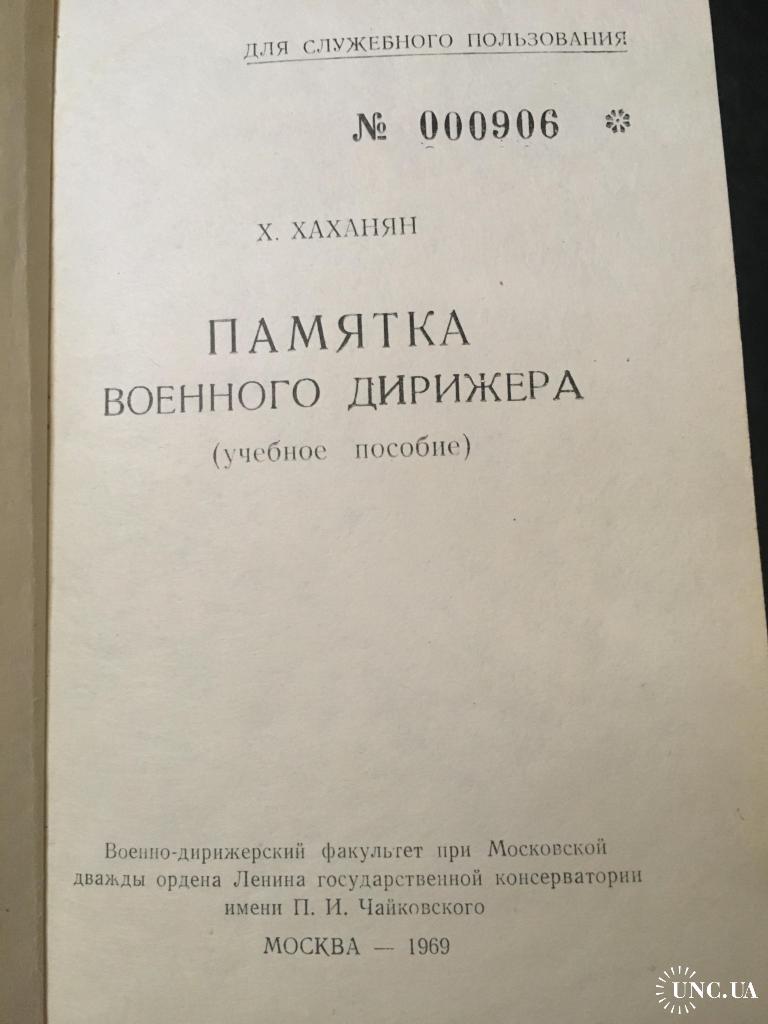 ДЛЯ СЛУЖЕБНОГО ПОЛЬЗОВАНИЯ
№ 000906 *
Х. ХАХАНЯН
ПАМЯТКА
ВОЕННОГО ДИРИЖЕРА
(учебное пособие)
Военно-дирижерский факультет при Московской
дважды ордена Ленина государственной консерватории
имени П. И. Чайковского
МОСКВА — 1969
UNC.UA